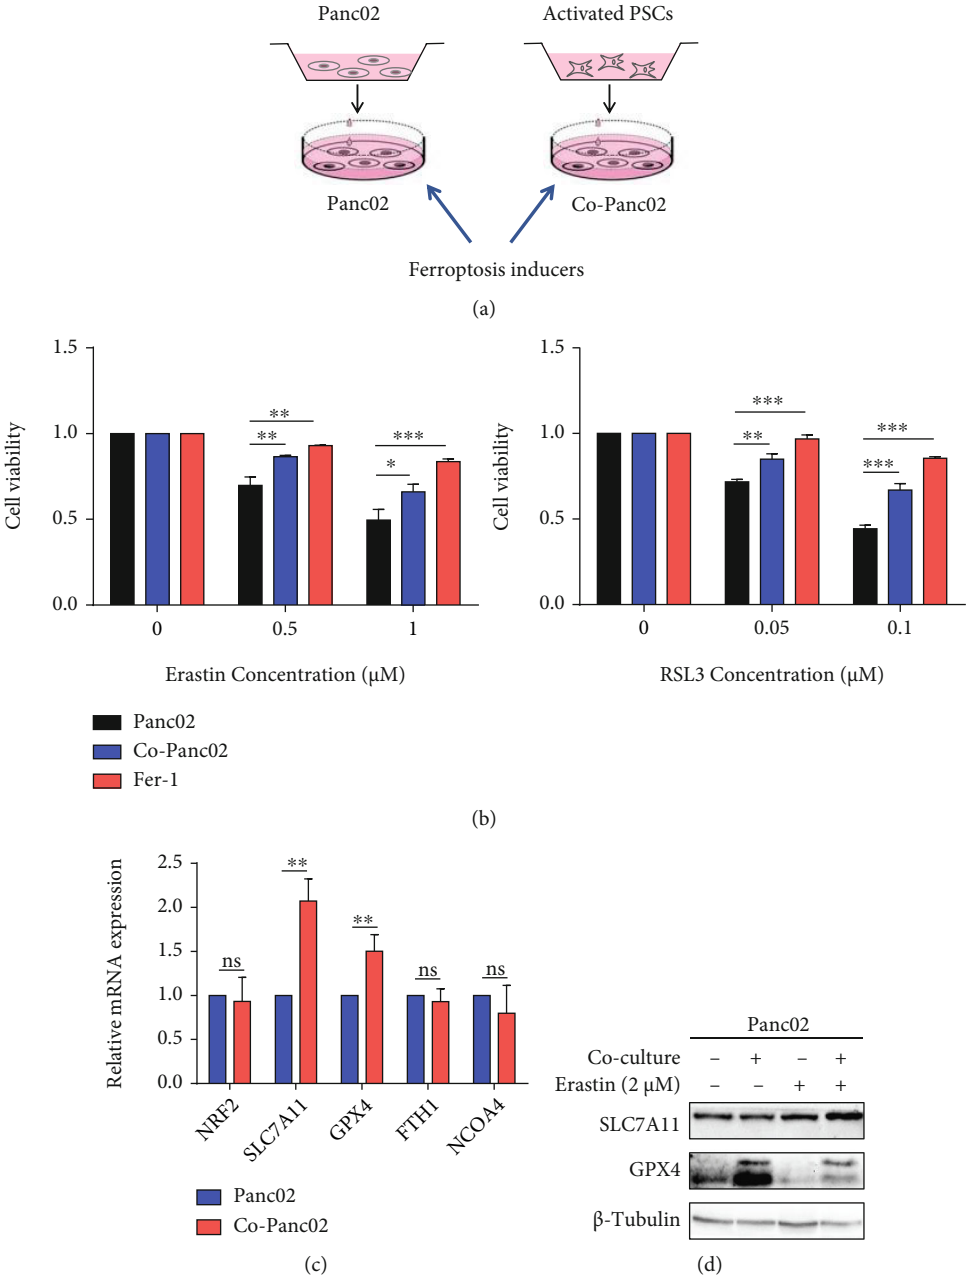 Panc02
Activated PSCs
Panc02
Co-Panc02
Ferroptosis inducers
(a)
1.5
1.0
0.5
0.0
Cell viability
**
**
***
*
0
0.5
1
Erastin Concentration (μM)
1.5
1.0
0.5
0.0
Cell viability
***
**
***
***
0
0.05
0.1
RSL3 Concentration (μM)
Panc02
Co-Panc02
Fer-1
(b)
2.5
2.0
1.5
1.0
0.5
0.0
Relative mRNA expression
ns
**
**
ns
ns
NRF2
SLC7A11
GPX4
FTH1
NCOA4
Panc02
Co-Panc02
(c)
Panc02
Co-culture – + – +
Erastin (2 μM) – – + +
SLC7A11
GPX4
β-Tubulin
(d)